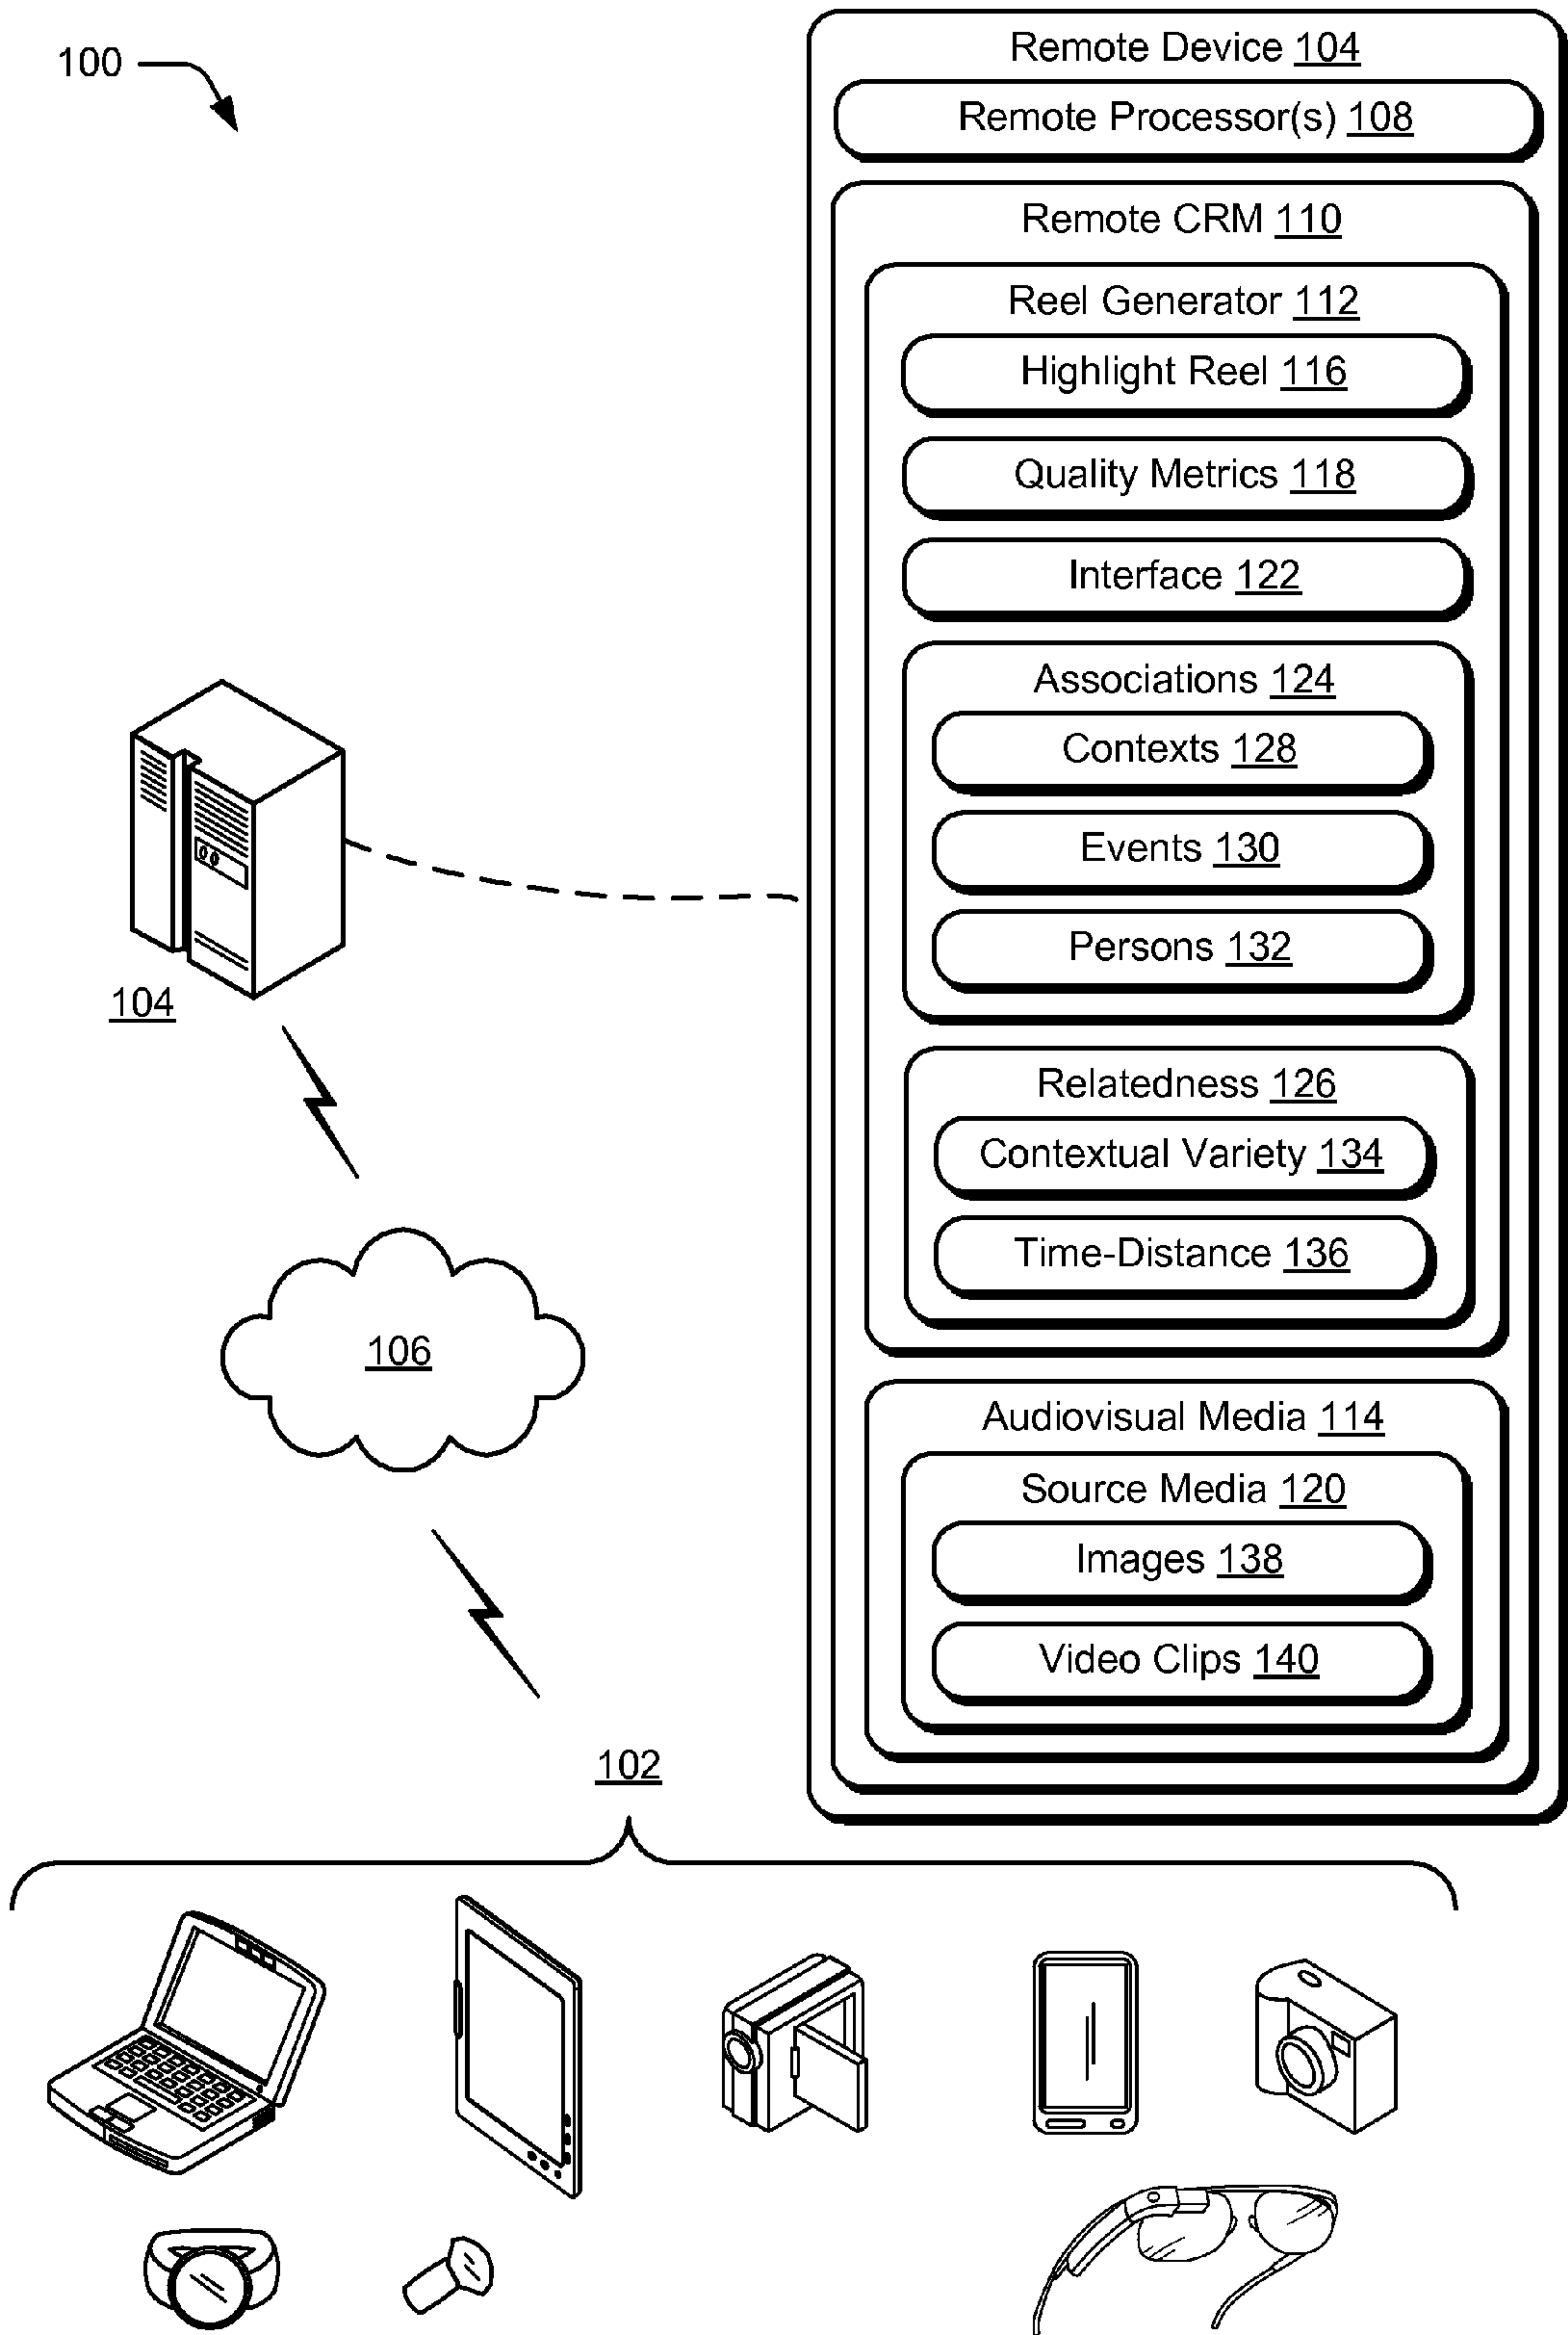 100
Remote Device 104
Remote Processor(s) 108
Remote CRM 110
Reel Generator 112
Highlight Reel 116
Quality Metrics 118
Interface 122
Associations 124
Contexts 128
Events 130
Persons 132
Relatedness 126
Contextual Variety 134
Time-Distance 136
Audiovisual Media 114
Source Media 120
Images 138
Video Clips 140
104
106
102